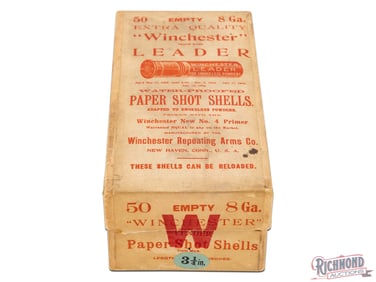 50 EMPTY 8 Ga.
EXTRA QUALITY
"Winchester"
LEADER
WINCHESTER
LEADER
WATER-PROOFED
PAPER SHOT SHELLS.
ADAPTED TO SMOKELESS POWDERS.
PRIMED WITH THE
Winchester New No. 4 Primer
MANUFACTURED BY THE
Winchester Repeating Arms Co.
NEW HAVEN, CONN., U. S. A.
THESE SHELLS CAN BE RELOADED.
50 EMPTY 8 Ga.
"WINCHESTER"
LEADER
W
Paper Shot Shells
3¼ in.
RICHMOND
AUCTIONS